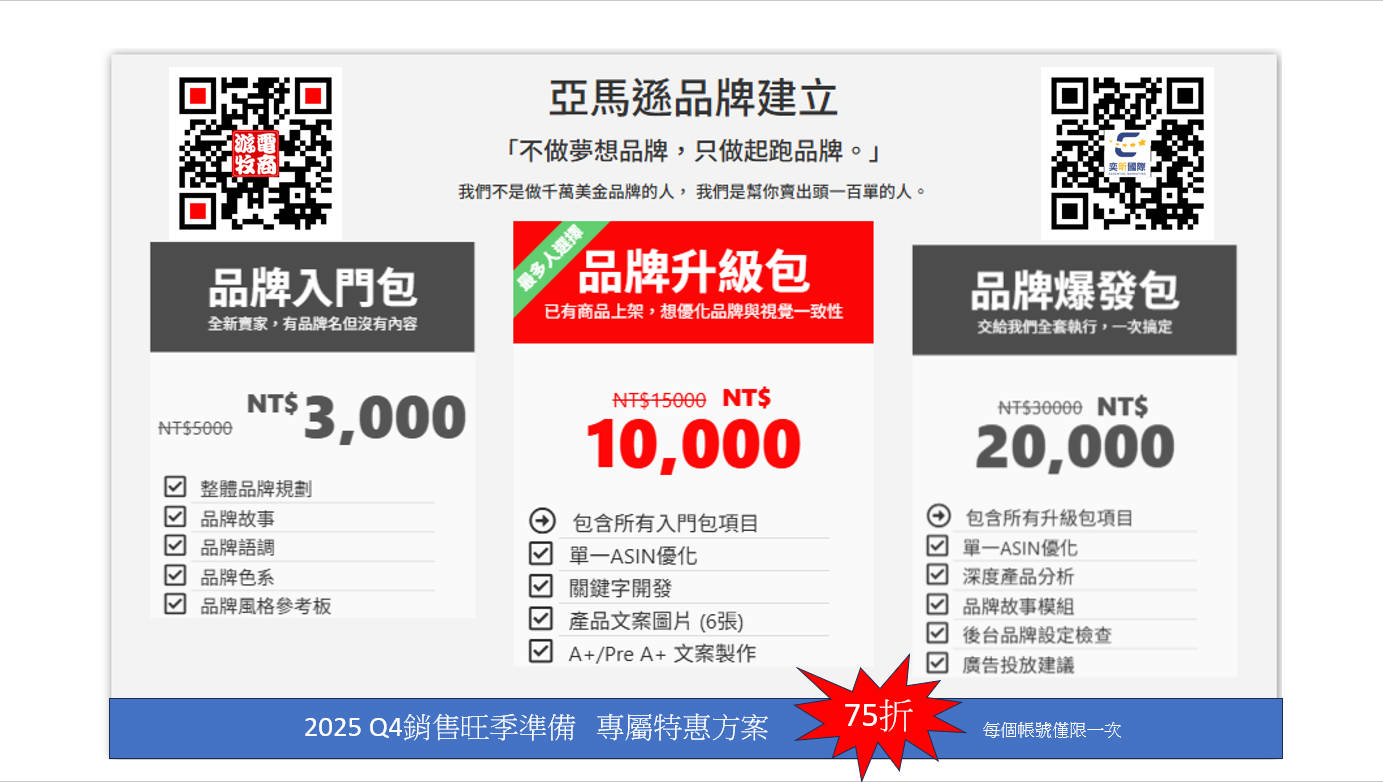 亞馬遜品牌建立
「不做夢想品牌，只做起跑品牌。」
我們不是做千萬美金品牌的人， 我們是幫你賣出頭一百單的人。
游電
牧商
奕昕國際
品牌入門包
全新賣家，有品牌名但沒有內容
NT$5000 NT$3,000
整體品牌規劃
品牌故事
品牌語調
品牌色系
品牌風格參考板
最多人選擇
品牌升級包
已有商品上架，想優化品牌與視覺一致性
NT$15000 NT$
10,000
包含所有入門包項目
單一ASIN優化
關鍵字開發
產品文案圖片 (6張)
A+/Pre A+ 文案製作
品牌爆發包
交給我們全套執行，一次搞定
NT$30000 NT$
20,000
包含所有升級包項目
單一ASIN優化
深度產品分析
品牌故事模組
後台品牌設定檢查
廣告投放建議
2025 Q4銷售旺季準備 專屬特惠方案
75折
每個帳號僅限一次